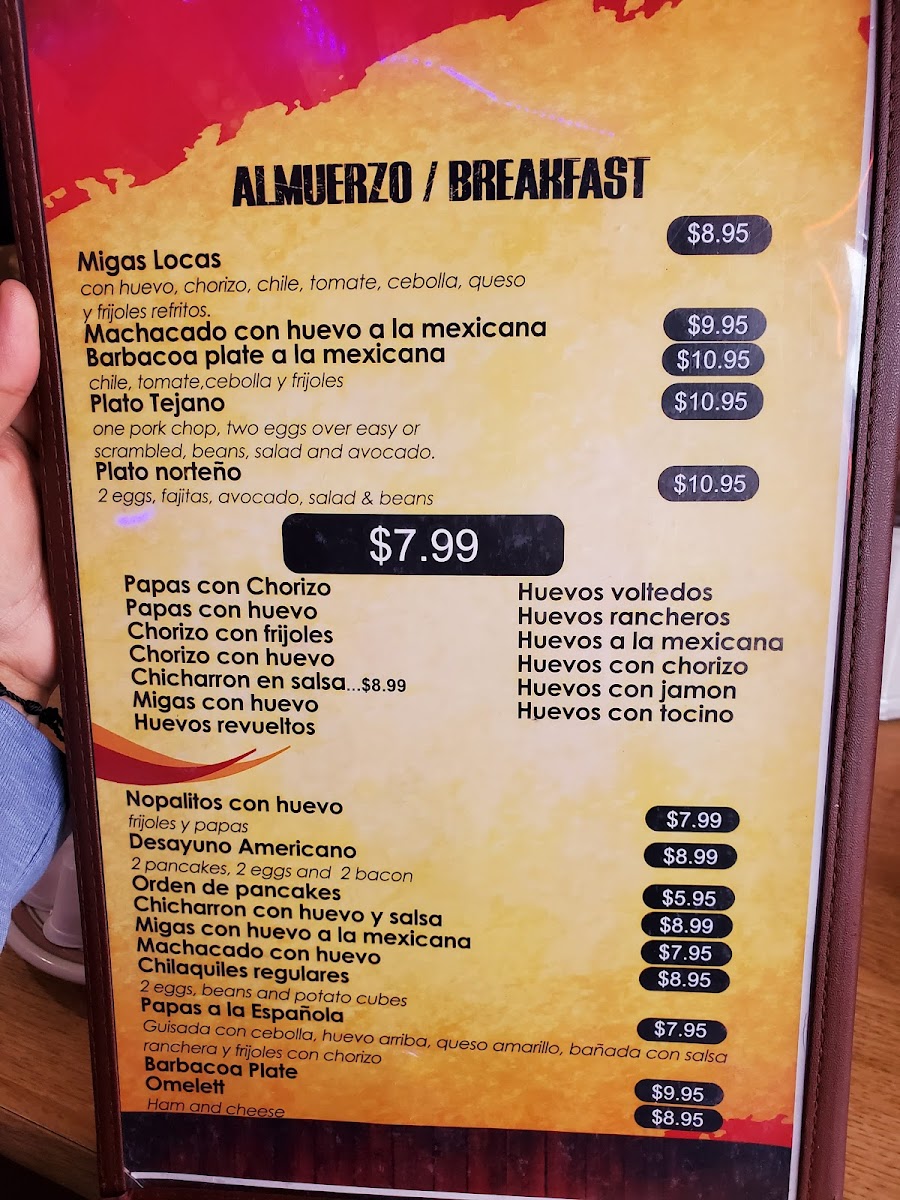 ALMUERZO / BREAKFAST
Migas Locas $8.95
con huevo, chorizo, chile, tomate, cebolla, queso
y frijoles refritos.
Machacado con huevo a la mexicana $9.95
Barbacoa plate a la mexicana $10.95
chile, tomate,cebolla y frijoles
Plato Tejano $10.95
one pork chop, two eggs over easy or
scrambled, beans, salad and avocado.
Plato norteño $10.95
2 eggs, fajitas, avocado, salad & beans
$7.99
Papas con Chorizo
Papas con huevo
Chorizo con frijoles
Chorizo con huevo
Chicharron en salsa...$8.99
Migas con huevo
Huevos revueltos
Huevos voltedos
Huevos rancheros
Huevos a la mexicana
Huevos con chorizo
Huevos con jamon
Huevos con tocino
Nopalitos con huevo $7.99
frijoles y papas
Desayuno Americano $8.99
2 pancakes, 2 eggs and 2 bacon
Orden de pancakes $5.95
Chicharron con huevo y salsa $8.99
Migas con huevo a la mexicana $7.95
Machacado con huevo $8.95
Chilaquiles regulares
2 eggs, beans and potato cubes
Papas a la Española $7.95
Guisada con cebolla, huevo arriba, queso amarillo, bañada con salsa
ranchera y frijoles con chorizo
Barbacoa Plate $9.95
Omelett $8.95
Ham and cheese